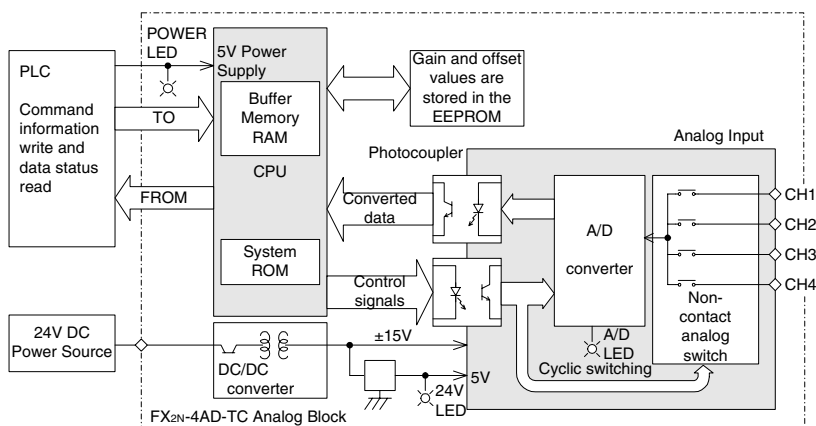 POWER
LED
PLC
Command
information
write and
data status
read
5V Power
Supply
Buffer
Memory
RAM
CPU
System
ROM
TO
FROM
Gain and offset
values are
stored in the
EEPROM
Analog Input
Photocoupler
Converted
data
Control
signals
A/D
converter
A/D
LED
CH1
CH2
CH3
CH4
Non-
contact
analog
switch
Cyclic switching
24V DC
Power Source
DC/DC
converter
±15V
5V
24V
LED
FX2N-4AD-TC Analog Block